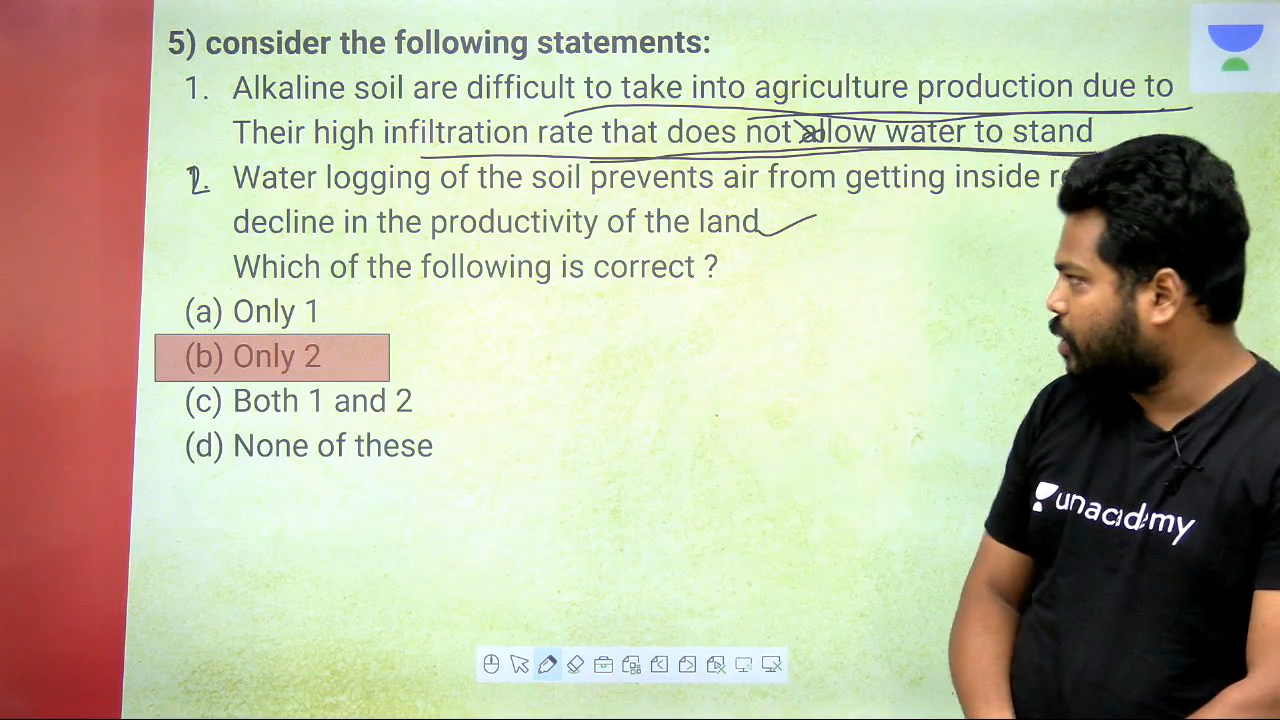 5) consider the following statements:
1. Alkaline soil are difficult to take into agriculture production due to
Their high infiltration rate that does not allow water to stand
2. Water logging of the soil prevents air from getting inside
decline in the productivity of the land
Which of the following is correct ?
(a) Only 1
(b) Only 2
(c) Both 1 and 2
(d) None of these
unacademy